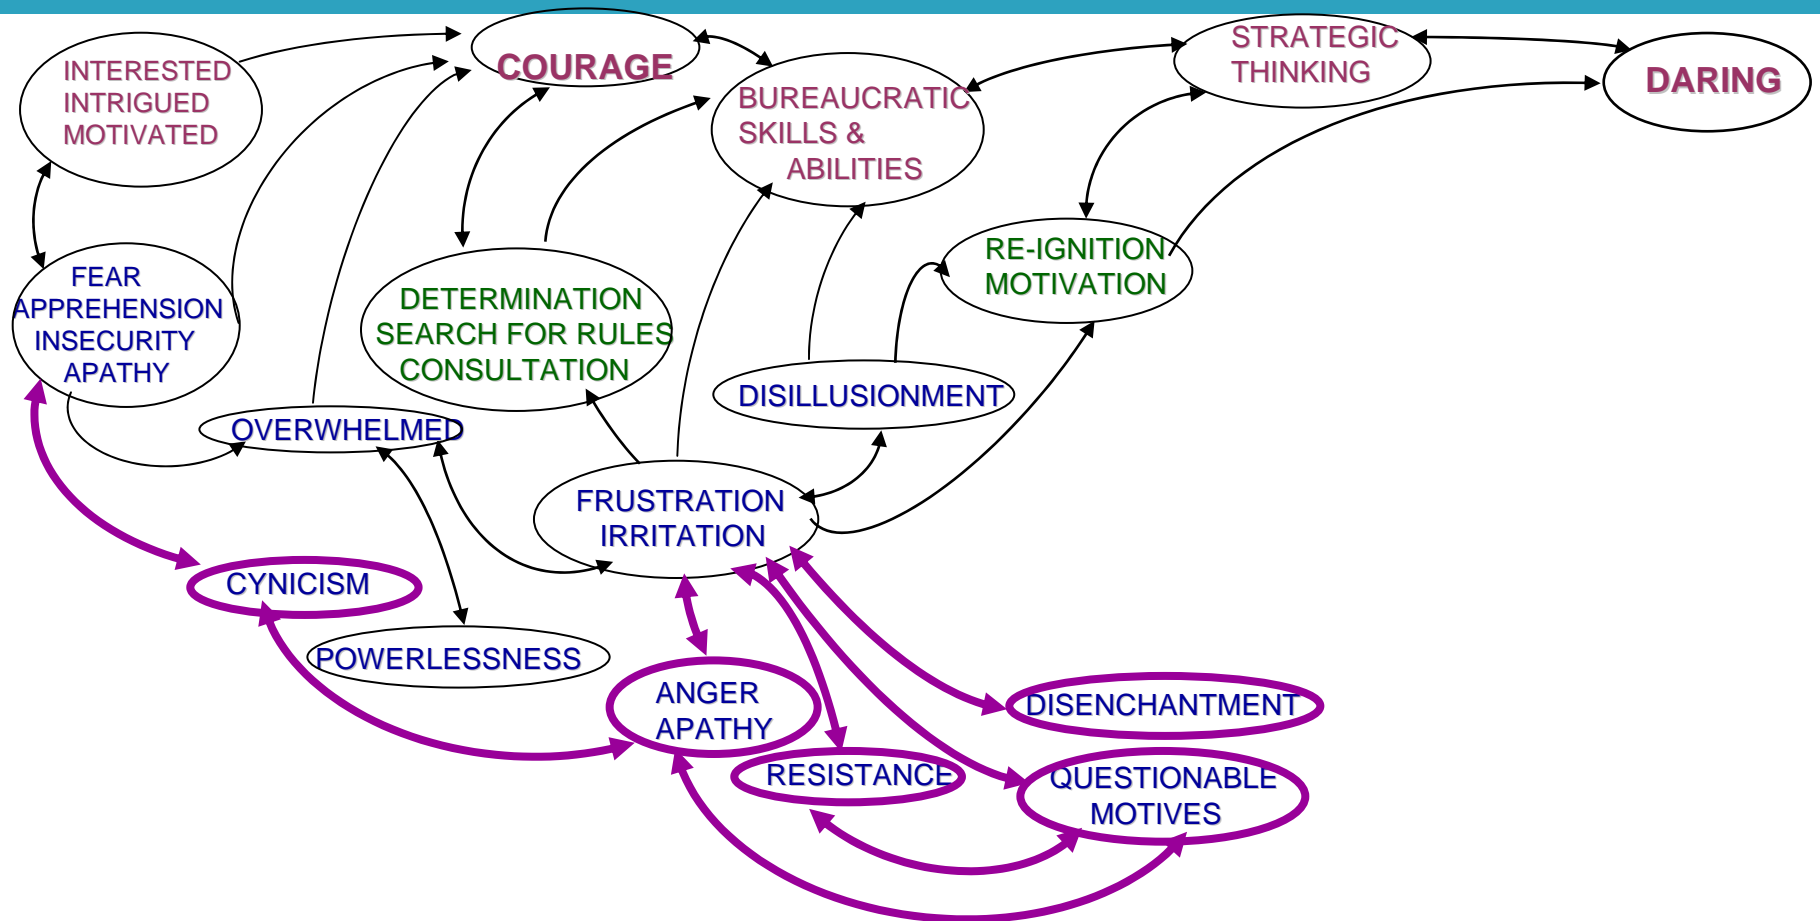 INTERESTED
INTRIGUED
MOTIVATED
COURAGE
BUREAUCRATIC
SKILLS &
ABILITIES
STRATEGIC
THINKING
DARING
FEAR
APPREHENSION
INSECURITY
APATHY
DETERMINATION
SEARCH FOR RULES
CONSULTATION
RE-IGNITION
MOTIVATION
DISILLUSIONMENT
OVERWHELMED
FRUSTRATION
IRRITATION
CYNICISM
POWERLESSNESS
ANGER
APATHY
DISENCHANTMENT
RESISTANCE
QUESTIONABLE
MOTIVES